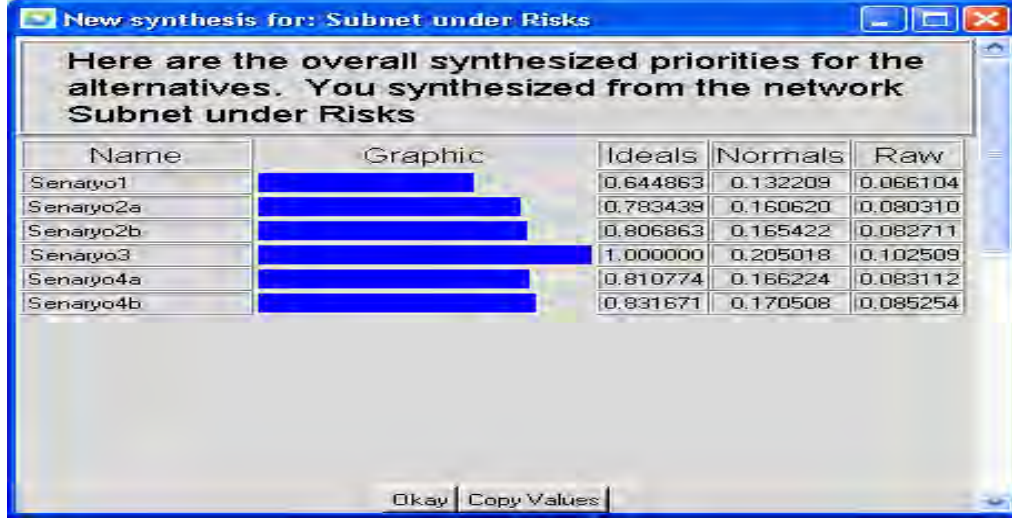 New synthesis for: Subnet under Risks
Here are the overall synthesized priorities for the
alternatives. You synthesized from the network
Subnet under Risks
Name Graphic Ideals Normals Raw
Senaryo1 0.644863 0.132209 0.066104
Senaryo2a 0.783439 0.160620 0.080310
Senaryo2b 0.806863 0.165422 0.082711
Senaryo3 1.000000 0.205018 0.102509
Senaryo4a 0.810774 0.166224 0.083112
Senaryo4b 0.831671 0.170508 0.085254
Okay Copy Values